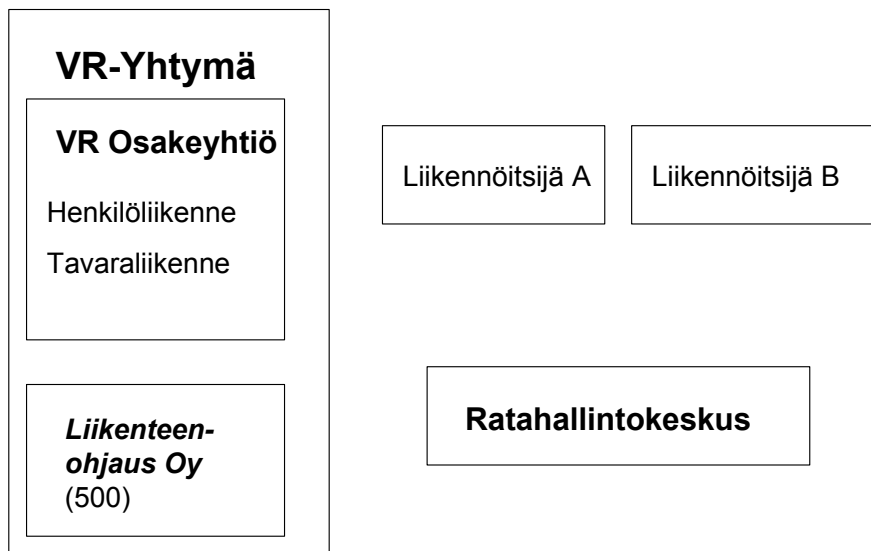 VR-Yhtymä
VR Osakeyhtiö
Henkilöliikenne
Tavaraliikenne
Liikenteen-
ohjaus Oy
(500)
Liikennöitsijä A
Liikennöitsijä B
Ratahallintokeskus